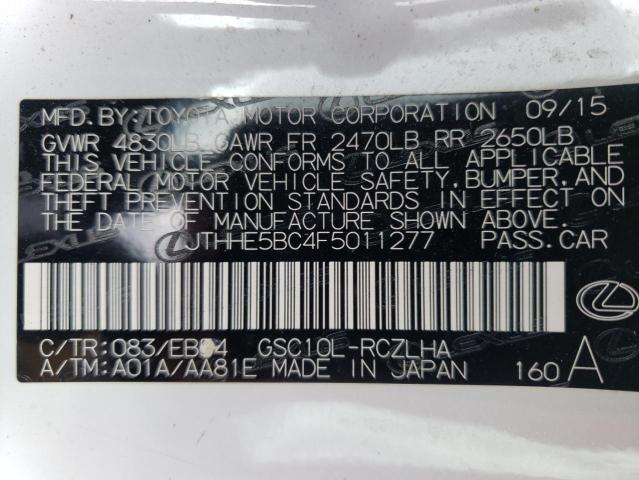 MFD.BY:TOYOTA MOTOR CORPORATION 09/15
GVWR 4830LB GAWR FR 2470LB RR 2650LB
THIS VEHICLE CONFORMS TO ALL APPLICABLE
FEDERAL MOTOR VEHICLE SAFETY,BUMPER,AND
THEFT PREVENTION STANDARDS IN EFFECT ON
THE DATE OF MANUFACTURE SHOWN ABOVE.
JTHHE5BC4F5011277 PASS.CAR
C/TR:083/EB04 GSC10L-RCZLHA
A/TM:A01A/AA81E MADE IN JAPAN 160 A